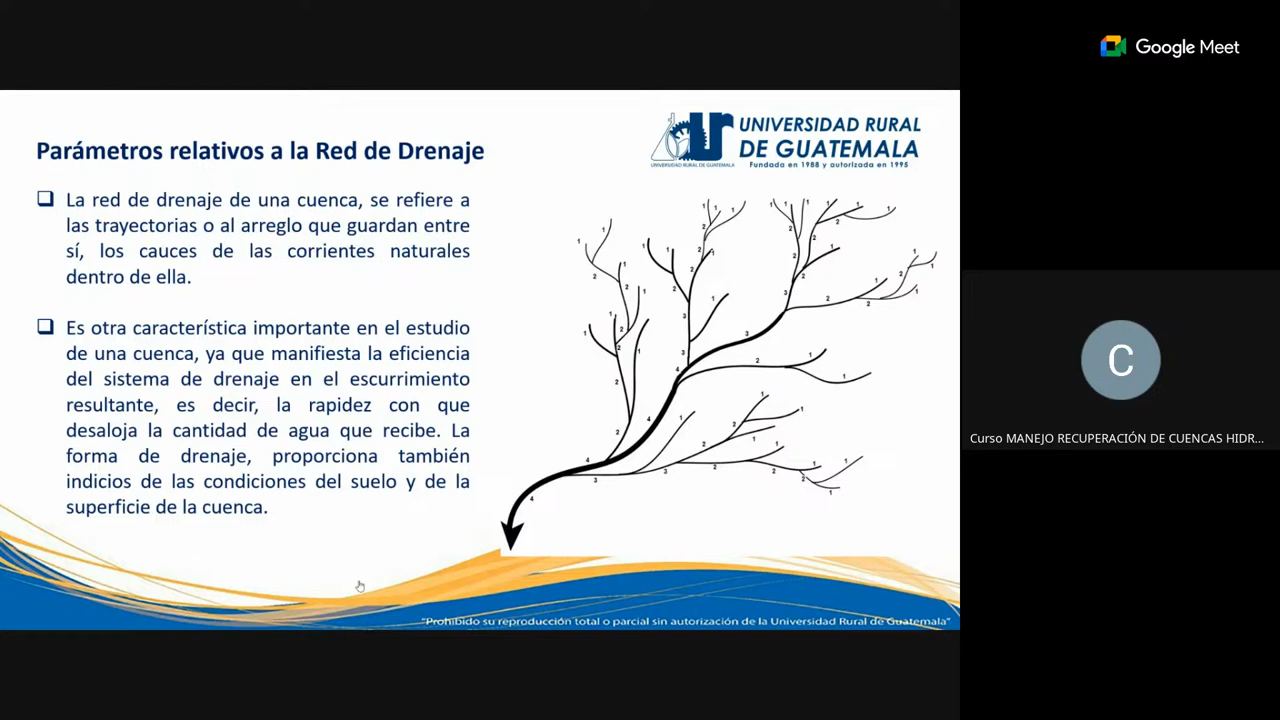 Google Meet
UNIVERSIDAD RURAL
DE GUATEMALA
Fundada en 1988 y autorizada en 1995
UNIVERSIDAD RURAL DE GUATEMALA
Parámetros relativos a la Red de Drenaje
La red de drenaje de una cuenca, se refiere a
las trayectorias o al arreglo que guardan entre
sí, los cauces de las corrientes naturales
dentro de ella.
Es otra característica importante en el estudio
de una cuenca, ya que manifiesta la eficiencia
del sistema de drenaje en el escurrimiento
resultante, es decir, la rapidez con que
desaloja la cantidad de agua que recibe. La
forma de drenaje, proporciona también
indicios de las condiciones del suelo y de la
superficie de la cuenca.
C
Curso MANEJO RECUPERACIÓN DE CUENCAS HIDR...
"Prohibido su reproducción total o parcial sin autorización de la Universidad Rural de Guatemala"